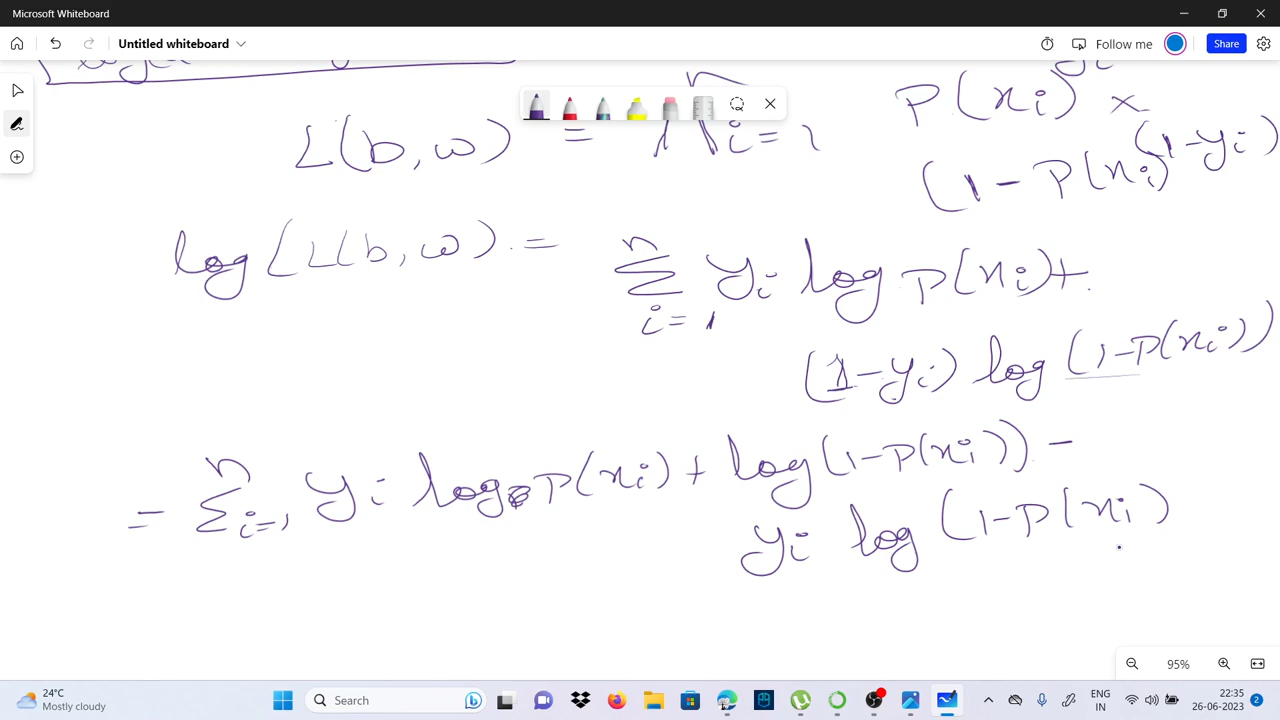 Microsoft Whiteboard
Untitled whiteboard
Follow me
Share
L(b, w) = n i=1 P(xi)^yi ×
(1 - P(xi)^(1-yi)
log(L(b, w) = n Σ i=1 yi log P(xi) +
(1-yi) log (1-P(xi))
= n Σ i=1 yi log P(xi) + log(1-P(xi)) -
yi log (1-P(xi)
95%
24°C
Mostly cloudy
Search
ENG
IN
22:35
26-06-2023
2